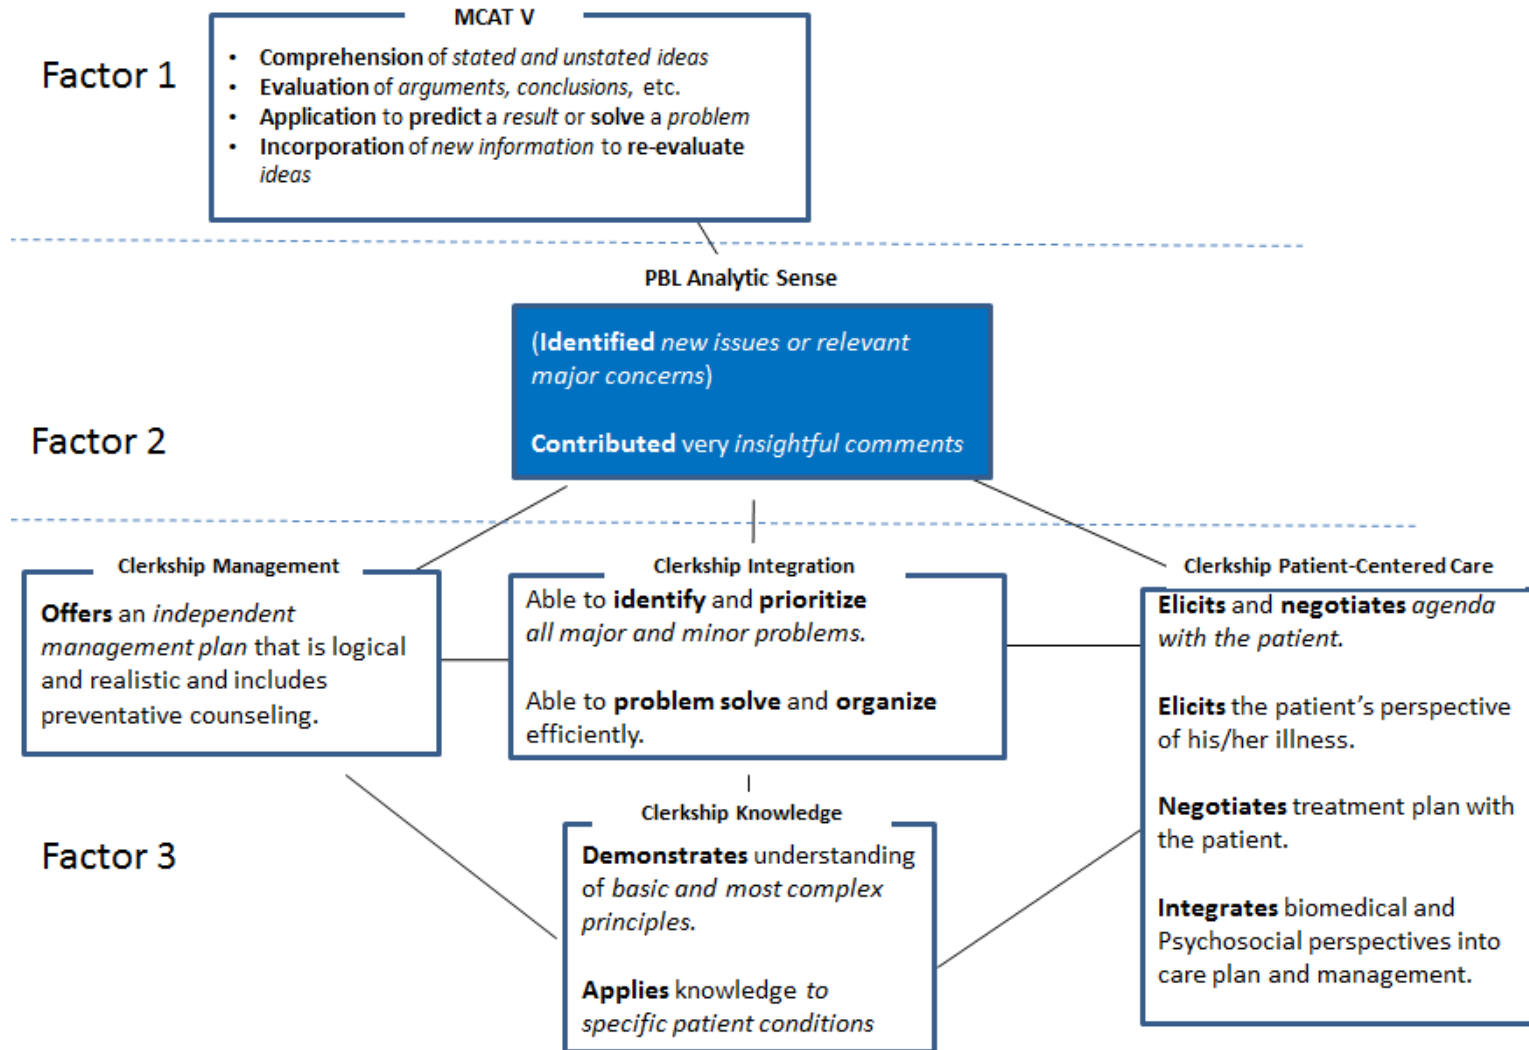 MCAT V
Factor 1
• Comprehension of stated and unstated ideas
• Evaluation of arguments, conclusions, etc.
• Application to predict a result or solve a problem
• Incorporation of new information to re-evaluate
ideas
PBL Analytic Sense
Factor 2
(Identified new issues or relevant
major concerns)
Contributed very insightful comments
Clerkship Management
Offers an independent
management plan that is logical
and realistic and includes
preventative counseling.
Clerkship Integration
Able to identify and prioritize
all major and minor problems.
Able to problem solve and organize
efficiently.
Clerkship Patient-Centered Care
Elicits and negotiates agenda
with the patient.
Elicits the patient’s perspective
of his/her illness.
Negotiates treatment plan with
the patient.
Integrates biomedical and
Psychosocial perspectives into
care plan and management.
Factor 3
Clerkship Knowledge
Demonstrates understanding
of basic and most complex
principles.
Applies knowledge to
specific patient conditions